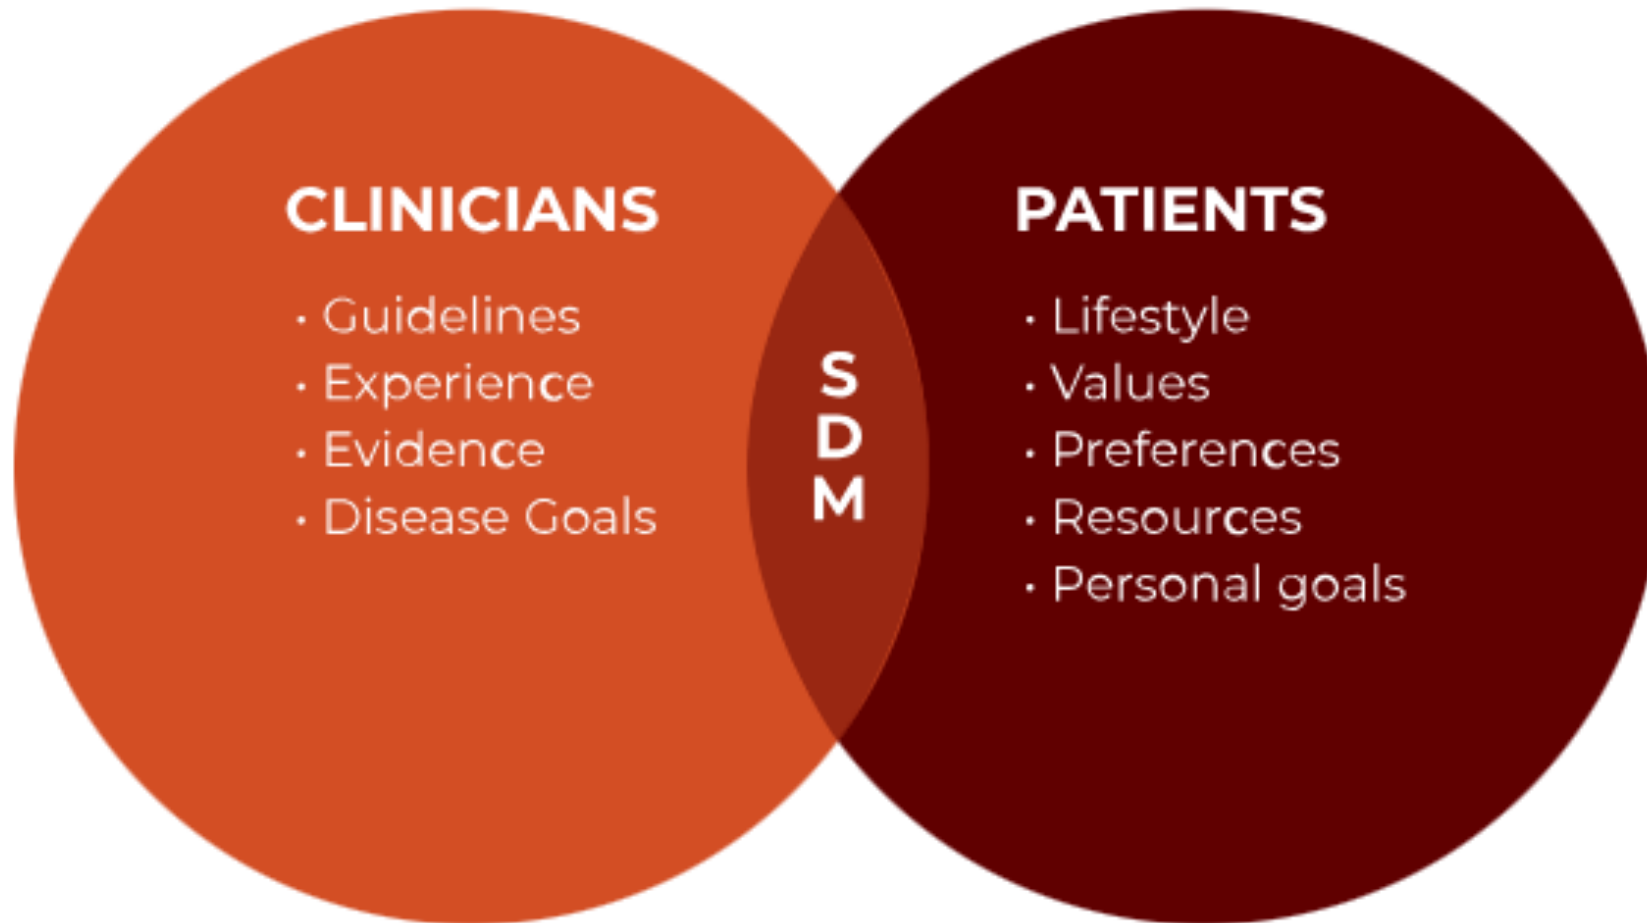 CLINICIANS
· Guidelines
· Experience
· Evidence
· Disease Goals
S
D
M
PATIENTS
· Lifestyle
· Values
· Preferences
· Resources
· Personal goals